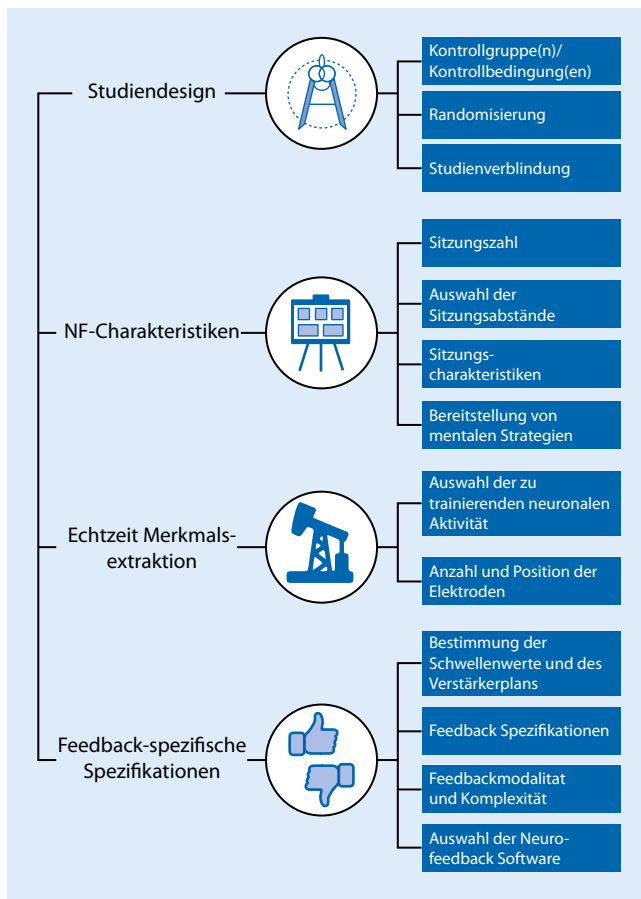 Studiendesign
Kontrollgruppe(n)/
Kontrollbedingung(en)
Randomisierung
Studienverblindung
NF-Charakteristiken
Sitzungszahl
Auswahl der
Sitzungsabstände
Sitzungs-
charakteristiken
Bereitstellung von
mentalen Strategien
Echtzeit Merkmals-
extraktion
Auswahl der zu
trainierenden neuronalen
Aktivität
Anzahl und Position der
Elektroden
Feedback-spezifische
Spezifikationen
Bestimmung der
Schwellenwerte und des
Verstärkerplans
Feedback Spezifikationen
Feedbackmodalitat
und Komplexität
Auswahl der Neuro-
feedback Software